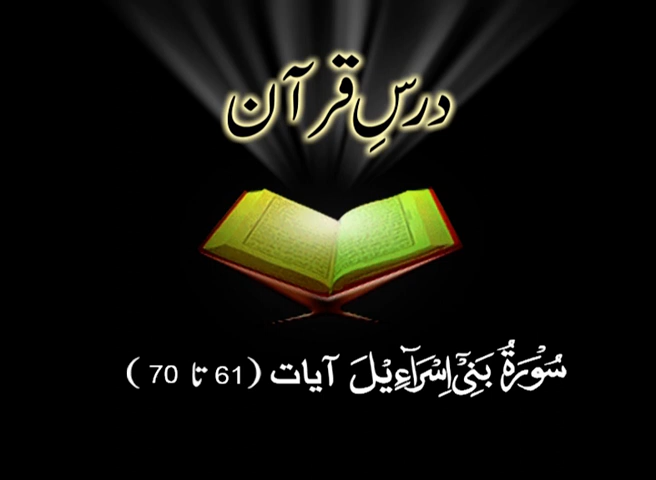 درسِ قرآن
سُوْرَةُ بَنِیْۤ اِسْرَآءِیْلَ آیات (61 تا 70)